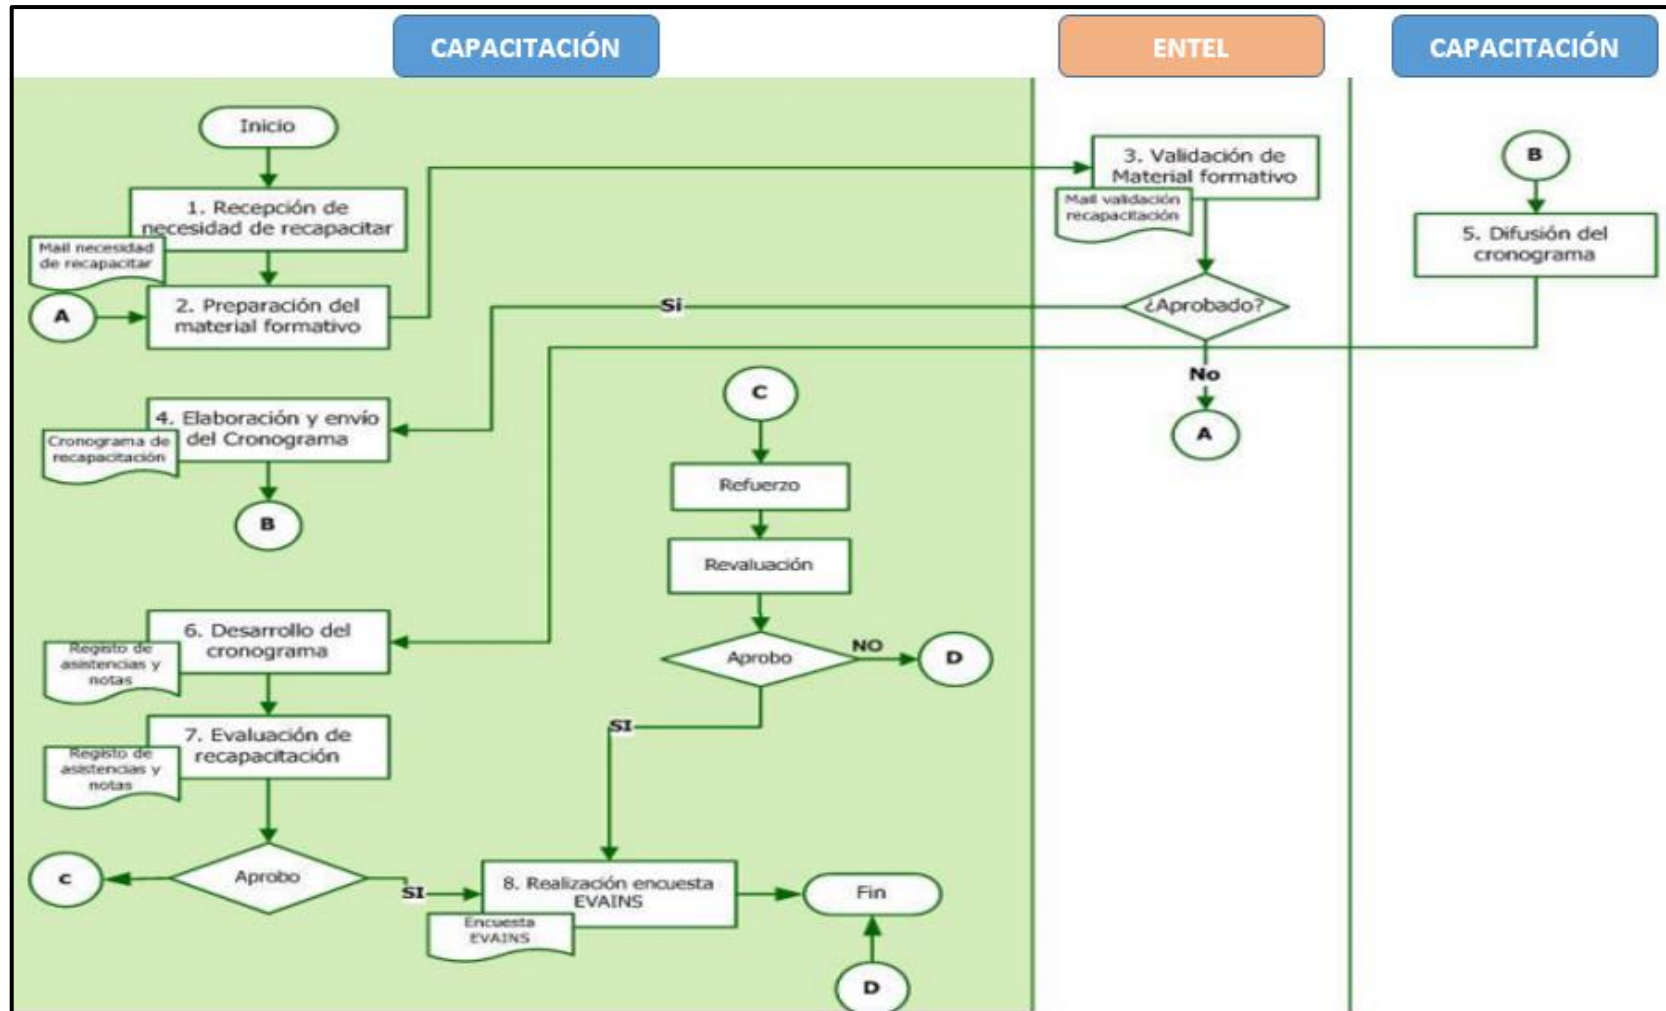 CAPACITACIÓN
ENTEL
CAPACITACIÓN
Inicio
1. Recepción de
necesidad de recapacitar
Mail necesidad
de recapacitar
A
2. Preparación del
material formativo
3. Validación de
Material formativo
Mail validación
recapacitación
¿Aprobado?
Si
No
A
B
5. Difusión del
cronograma
4. Elaboración y envío
del Cronograma
Cronograma de
recapacitación
B
C
Refuerzo
Revaluación
Aprobo
NO
D
SI
6. Desarrollo del
cronograma
Registo de
asistencias y
notas
7. Evaluación de
recapacitación
Registo de
asistencias y
notas
Aprobo
c
SI
8. Realización encuesta
EVAINS
Encuesta
EVAINS
Fin
D